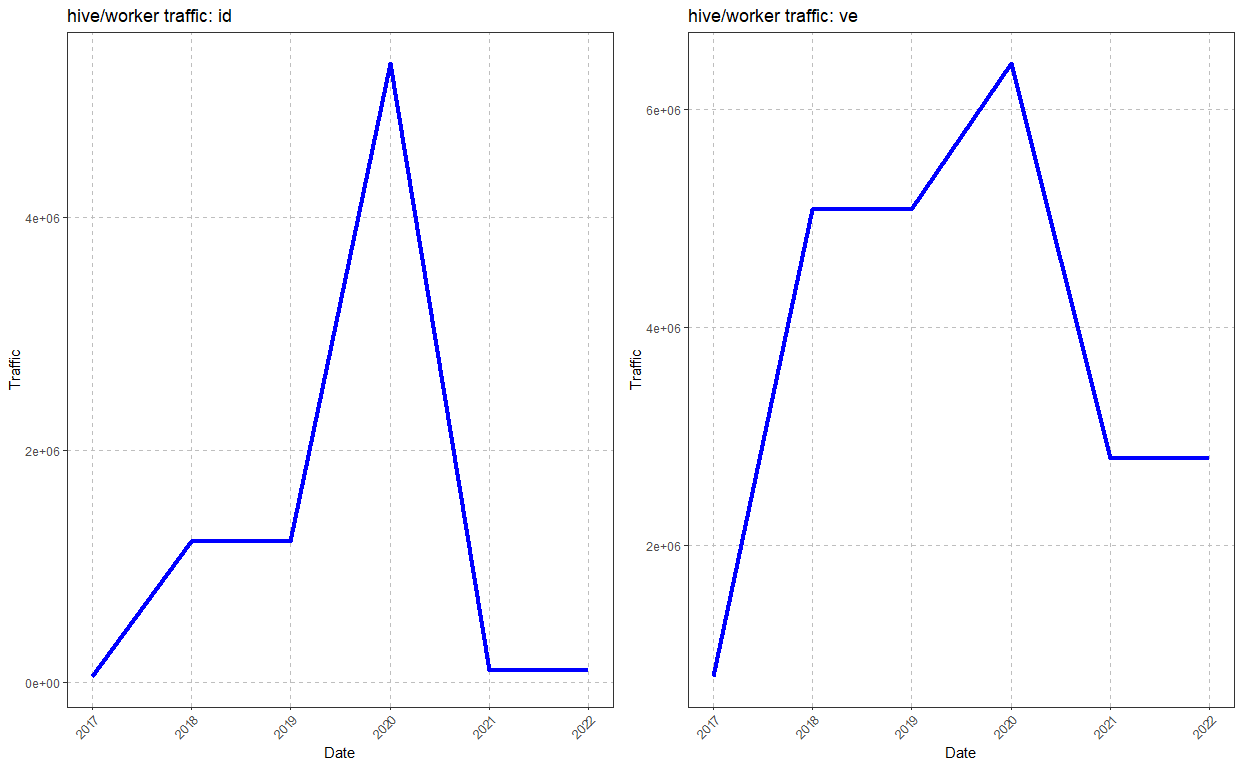 hive/worker traffic: id
Traffic
4e+06
2e+06
0e+00
2017 2018 2019 2020 2021 2022
Date
hive/worker traffic: ve
Traffic
6e+06
4e+06
2e+06
2017 2018 2019 2020 2021 2022
Date